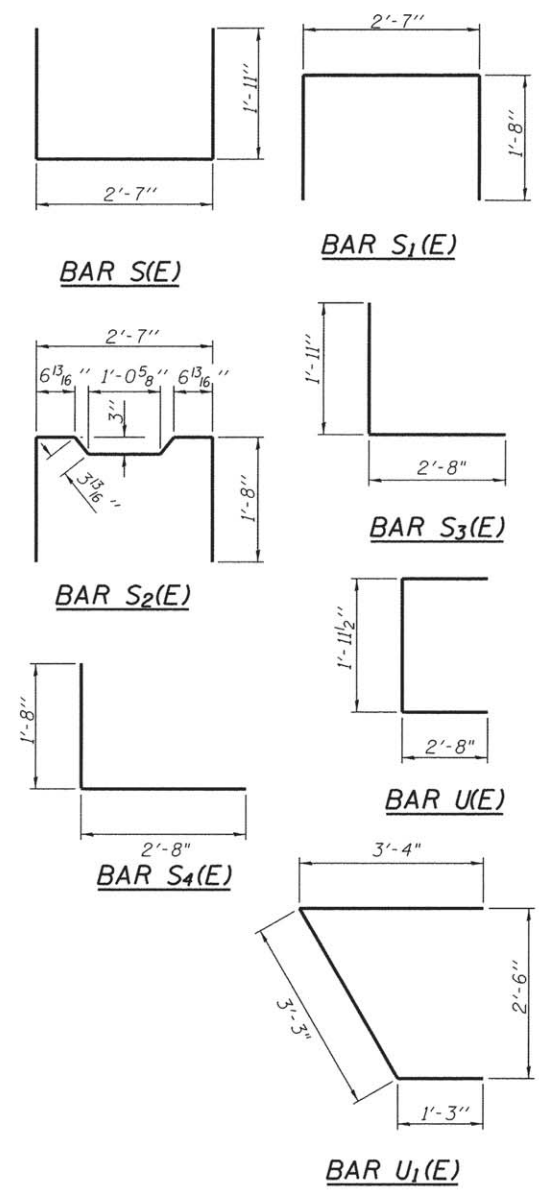 2'-7"
1'-11"
1'-8"
2'-7"
BAR S(E)
BAR S1(E)
2'-7"
6 13/16" 1'-0 5/8" 6 13/16"
3"
3 13/16"
1'-8"
BAR S2(E)
1'-11"
2'-8"
BAR S3(E)
1'-11 1/2"
2'-8"
BAR U(E)
1'-8"
2'-8"
BAR S4(E)
3'-4"
3'-3"
2'-6"
1'-3"
BAR U1(E)